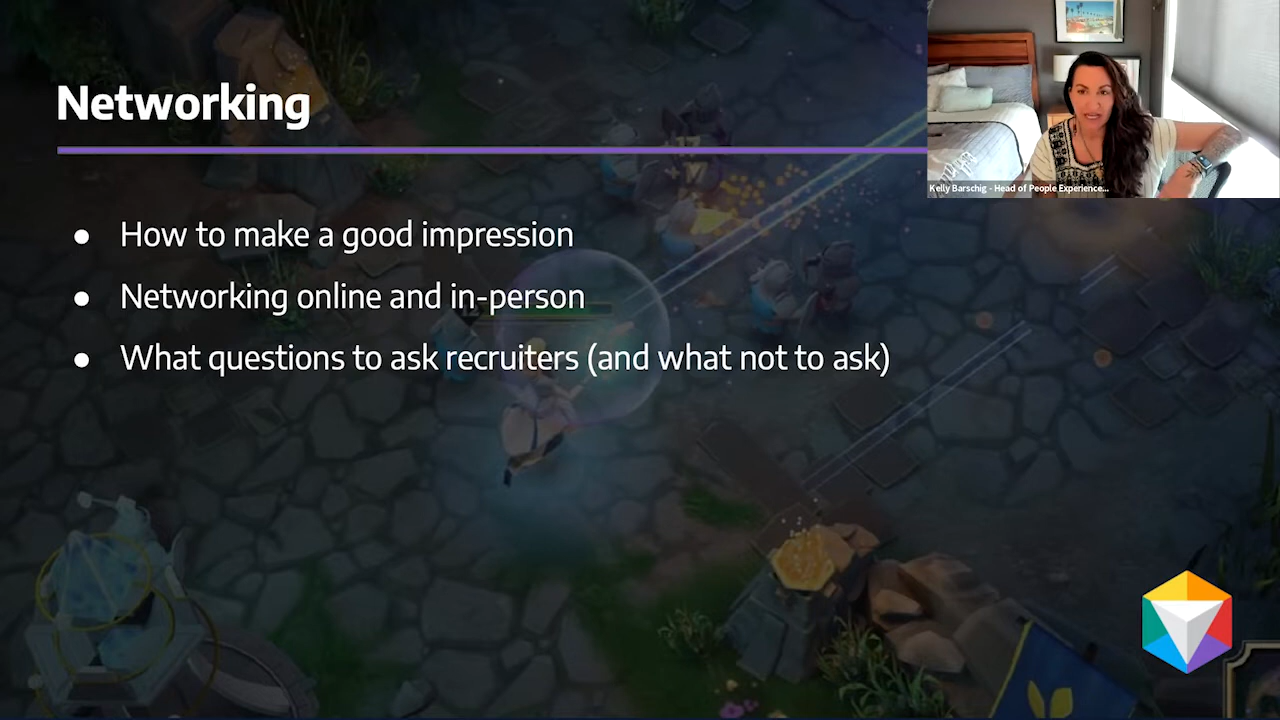 Networking
Kelly Barschig - Head of People Experience...
● How to make a good impression
● Networking online and in-person
● What questions to ask recruiters (and what not to ask)